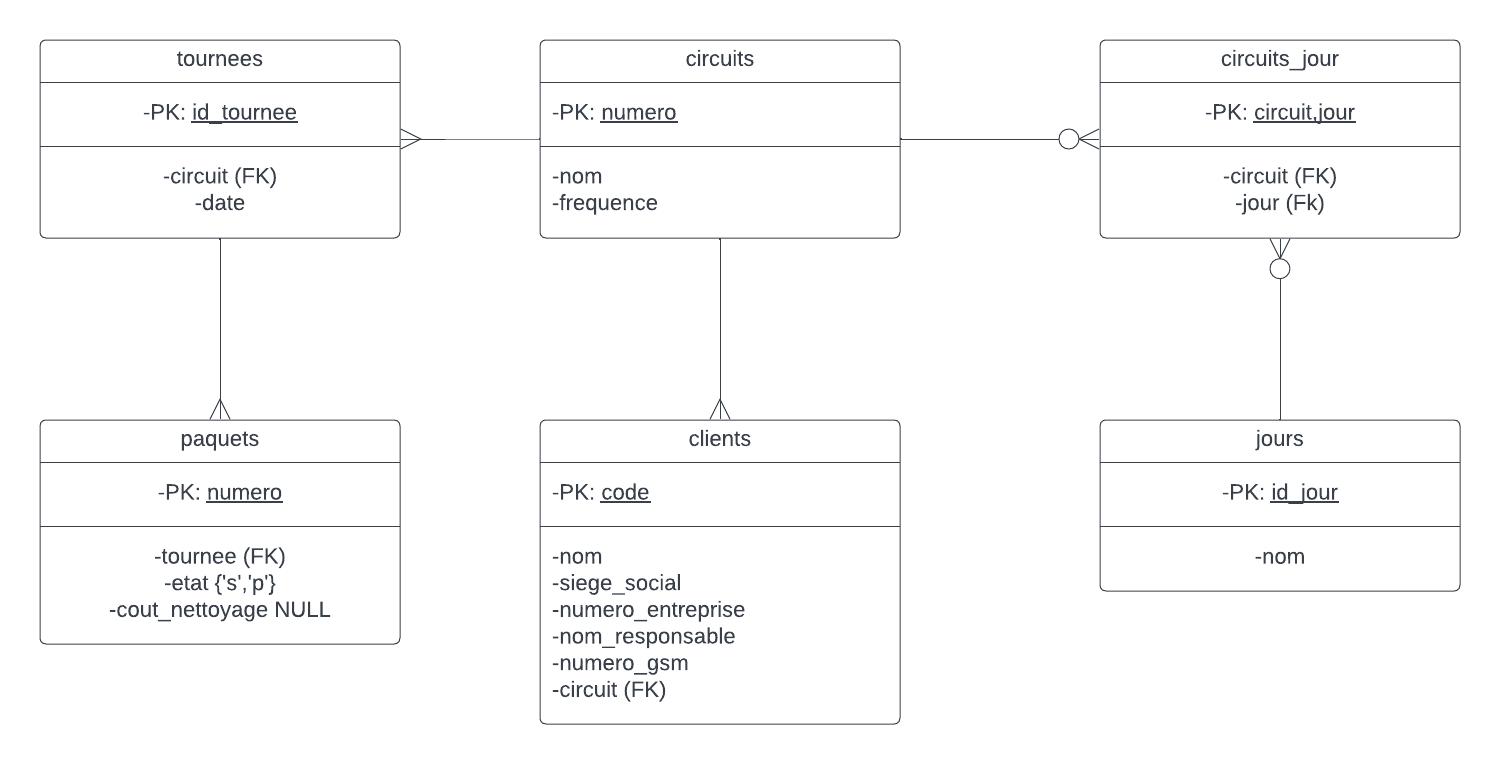 tournees
-PK: id_tournee
-circuit (FK)
-date
circuits
-PK: numero
-nom
-frequence
circuits_jour
-PK: circuit,jour
-circuit (FK)
-jour (Fk)
paquets
-PK: numero
-tournee (FK)
-etat {'s','p'}
-cout_nettoyage NULL
clients
-PK: code
-nom
-siege_social
-numero_entreprise
-nom_responsable
-numero_gsm
-circuit (FK)
jours
-PK: id_jour
-nom